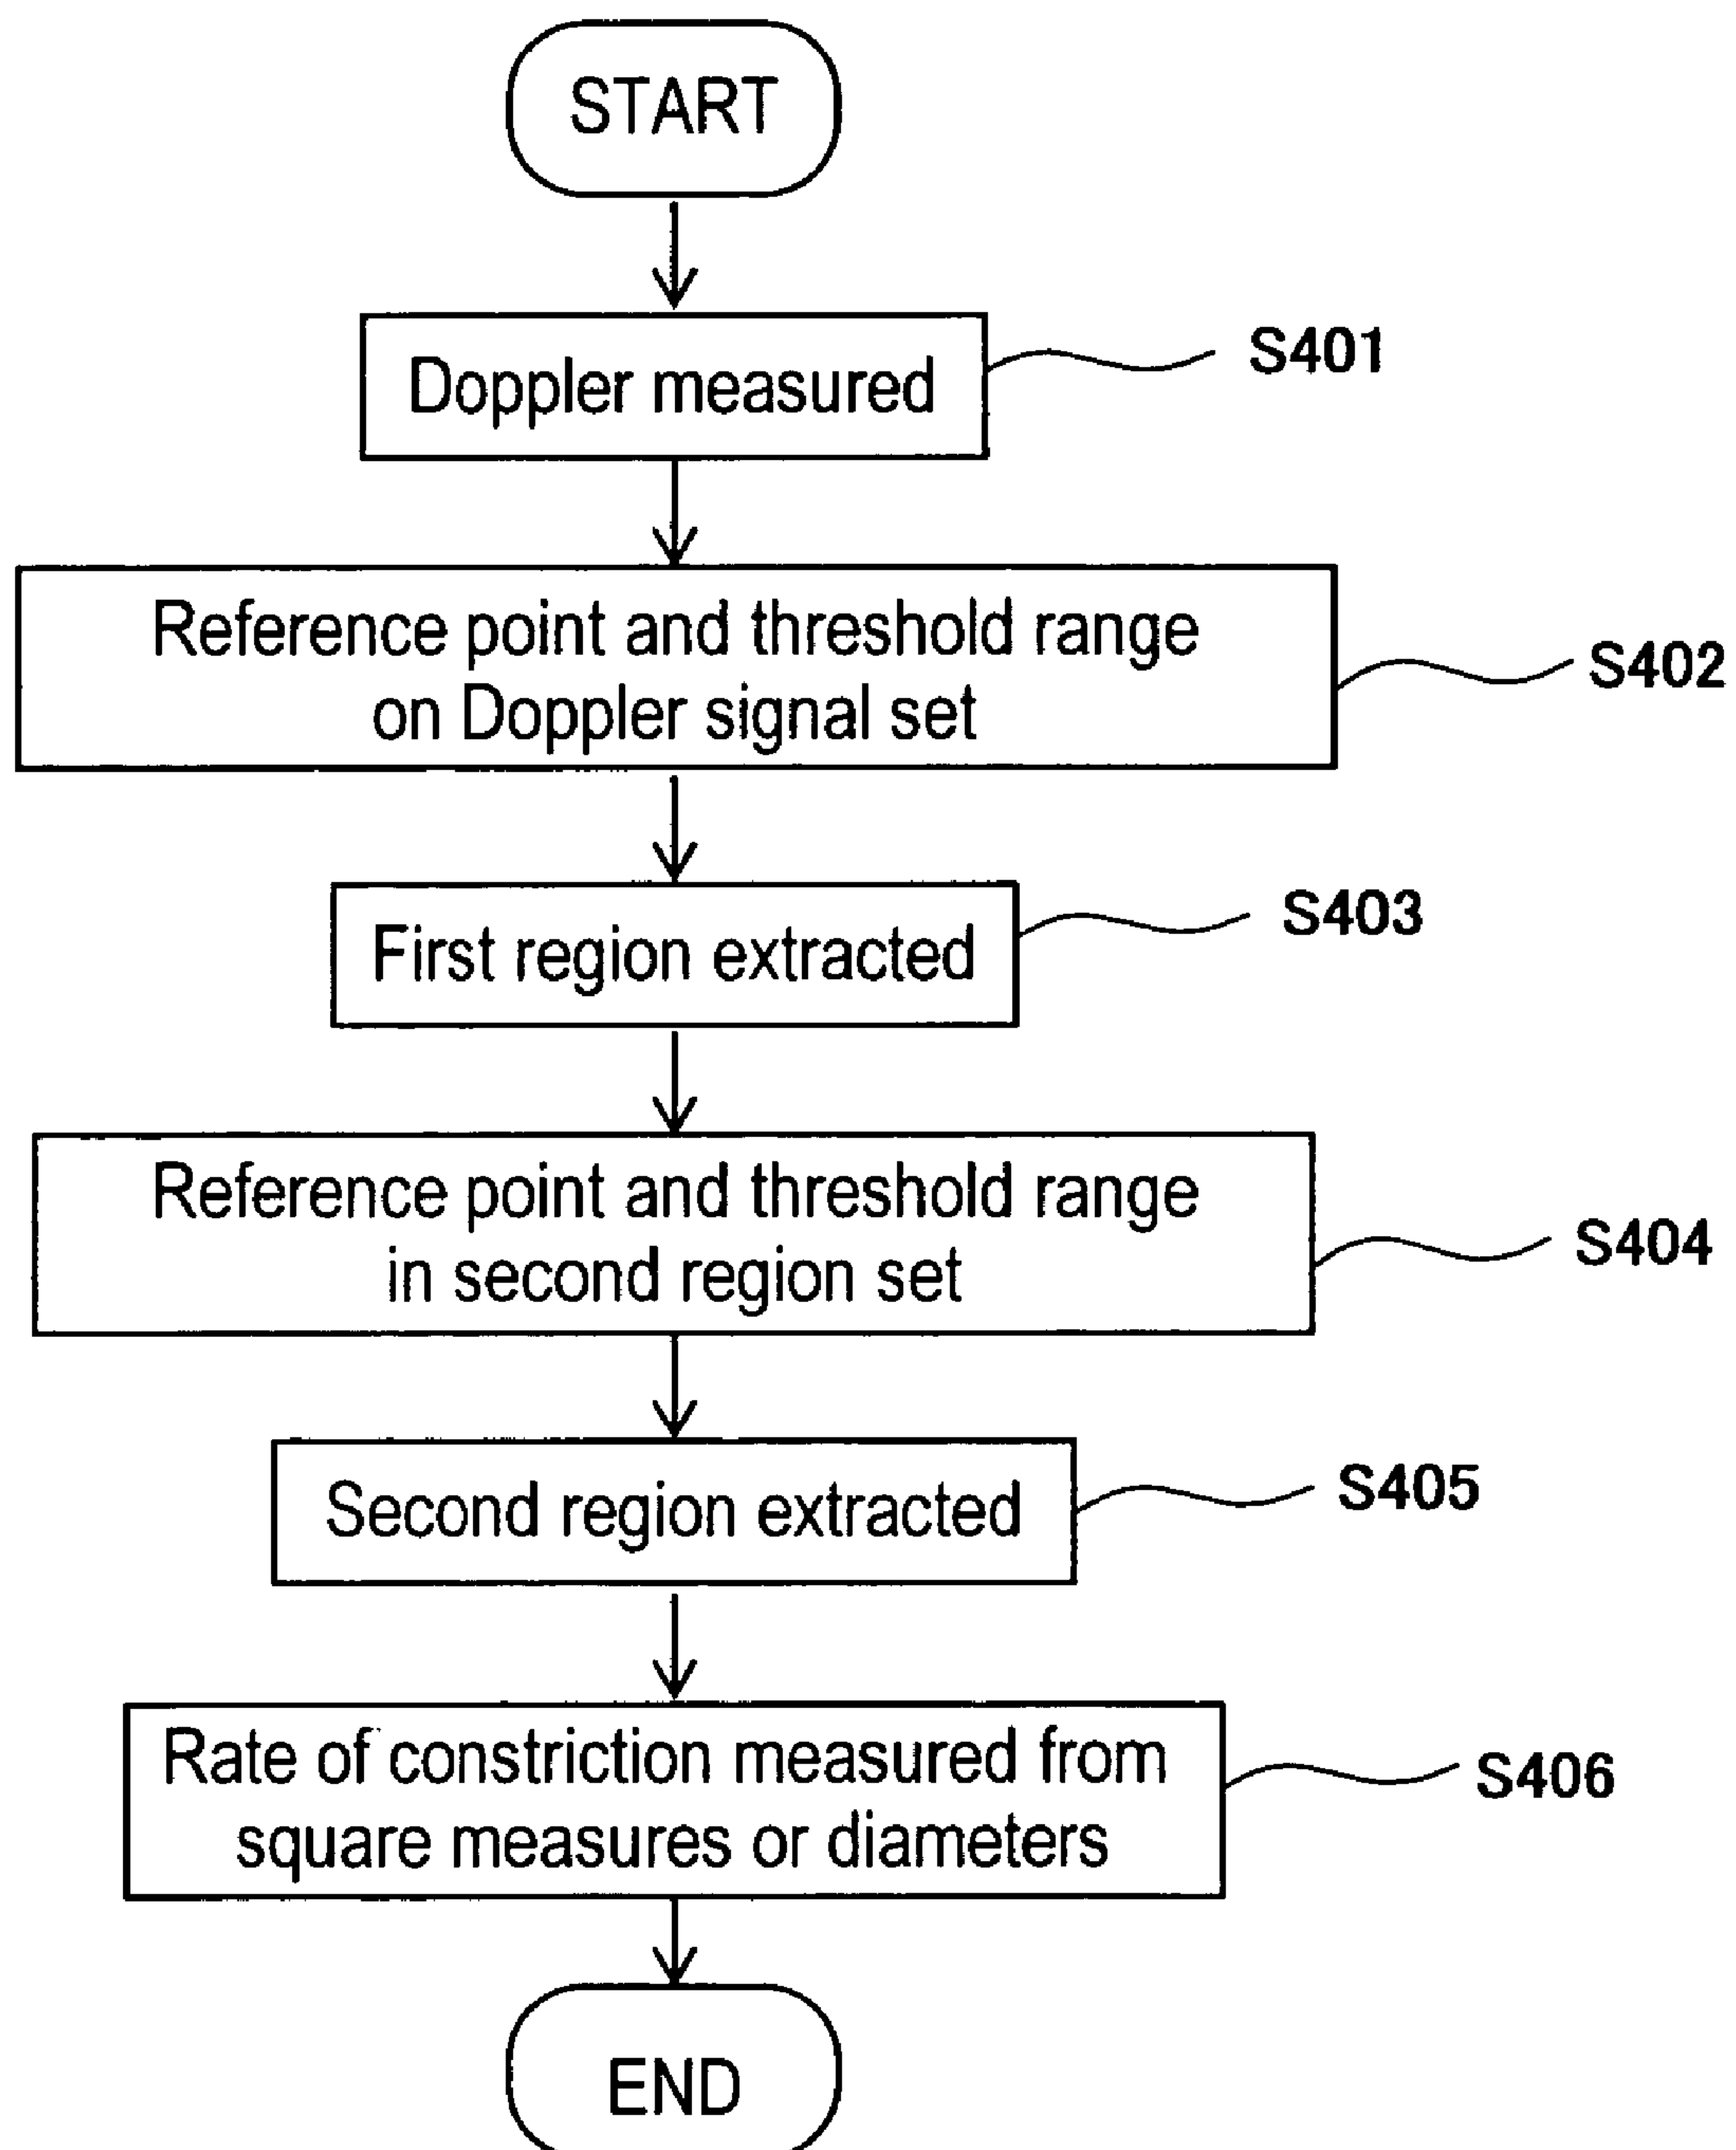 START
Doppler measured
S401
Reference point and threshold range
on Doppler signal set
S402
First region extracted
S403
Reference point and threshold range
in second region set
S404
Second region extracted
S405
Rate of constriction measured from
square measures or diameters
S406
END